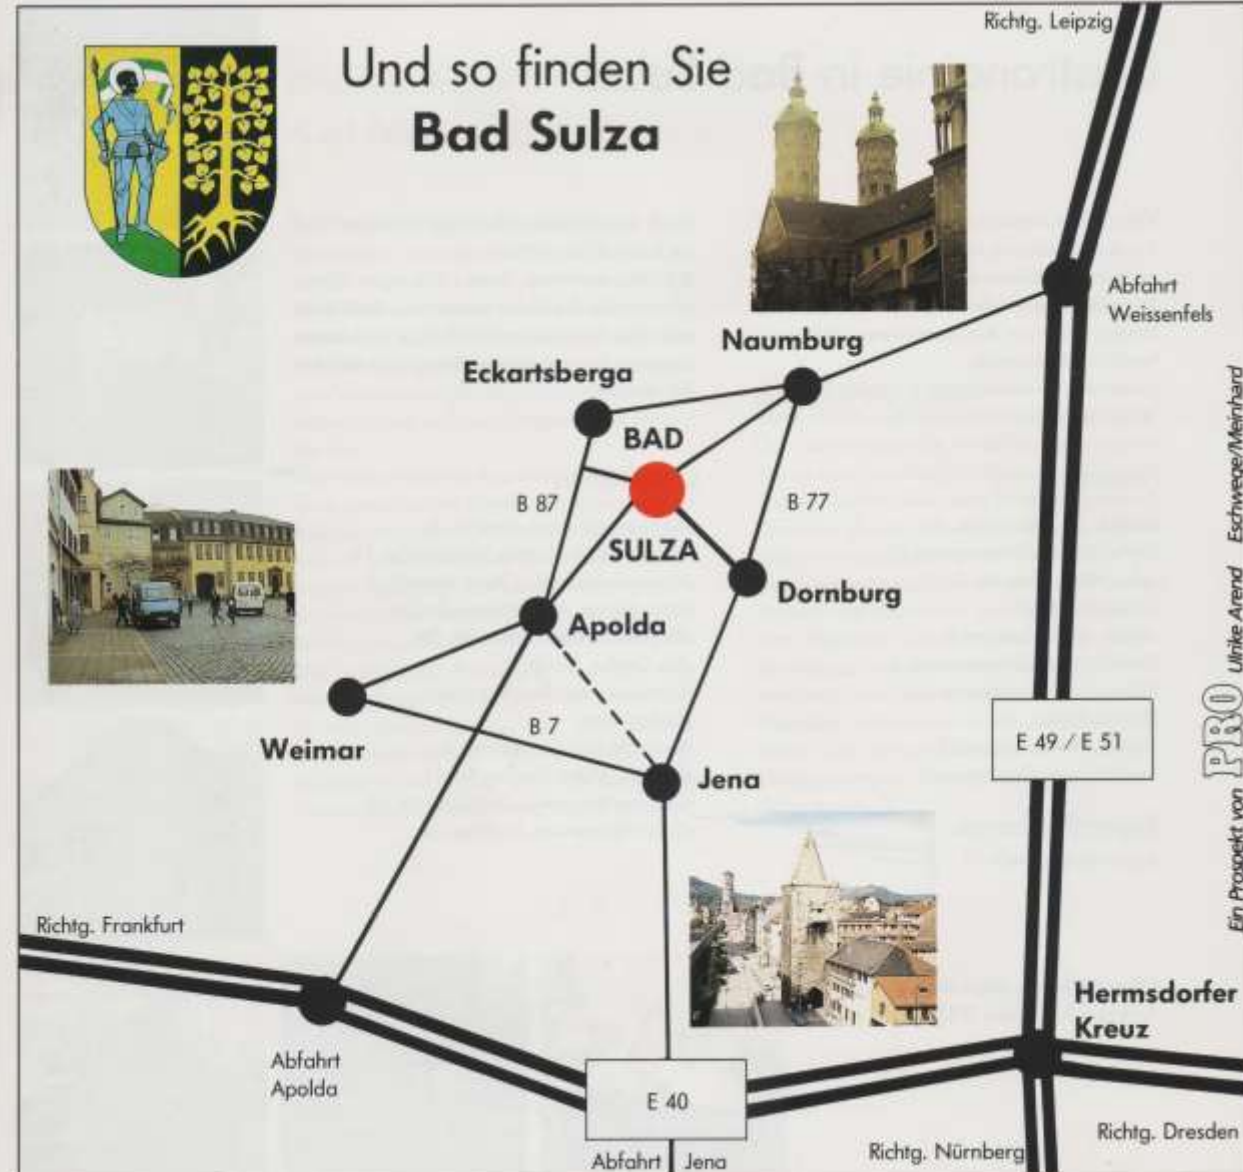 Richtg. Leipzig
Und so finden Sie
Bad Sulza
Abfahrt
Weissenfels
Naumburg
Eckartsberga
BAD
B 87
B 77
SULZA
Dornburg
Apolda
Weimar
B 7
Jena
E 49 / E 51
Ein Prospekt von PRO Ulrike Arend Eschwege/Meinhard
Richtg. Frankfurt
Hermsdorfer
Kreuz
Abfahrt
Apolda
E 40
Abfahrt Jena
Richtg. Nürnberg
Richtg. Dresden